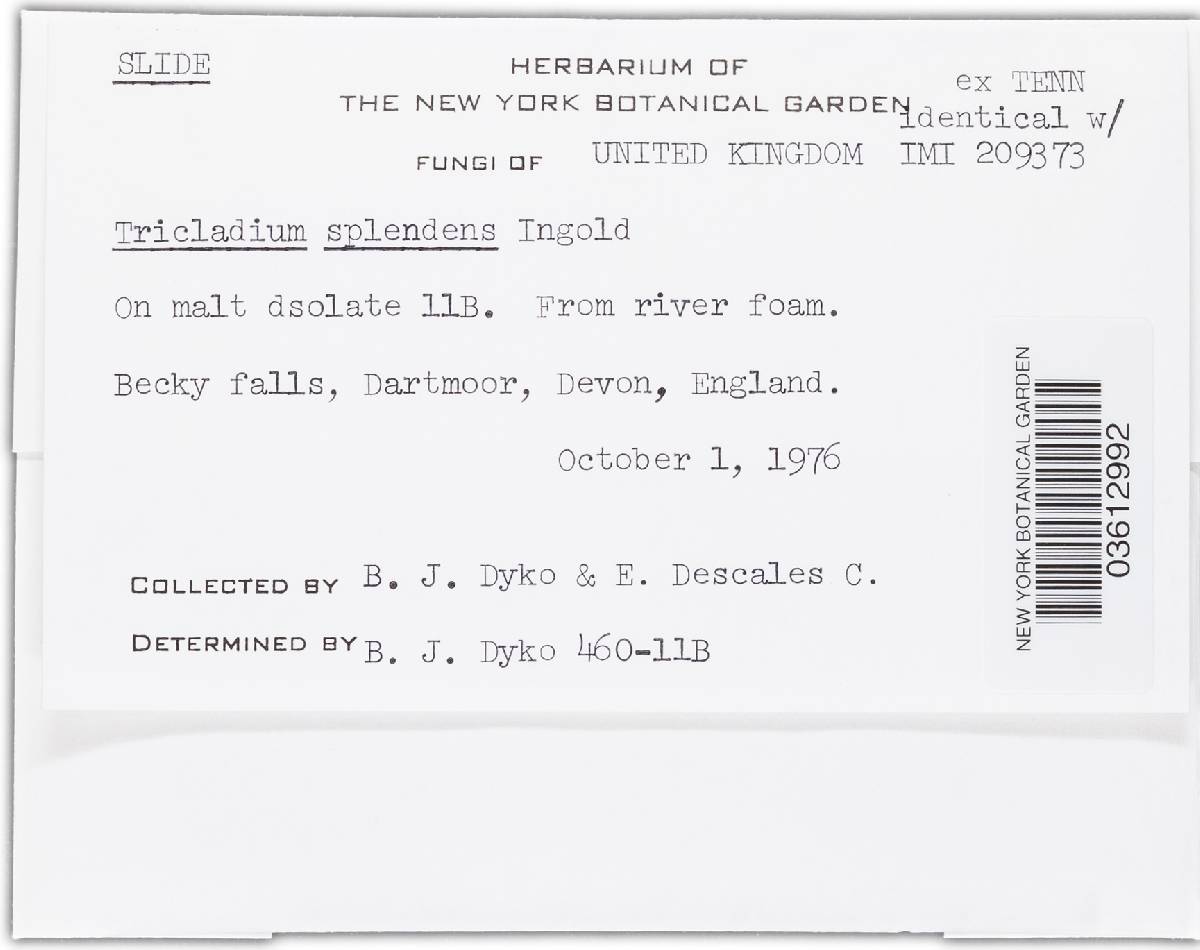 SLIDE
HERBARIUM OF
ex TENN
THE NEW YORK BOTANICAL GARDEN
identical w/
FUNGI OF UNITED KINGDOM IMI 209373
Tricladium splendens Ingold
On malt dsolate 11B. From river foam.
Becky falls, Dartmoor, Devon, England.
October 1, 1976
COLLECTED BY B. J. Dyko & E. Descales C.
DETERMINED BY B. J. Dyko 460-11B
NEW YORK BOTANICAL GARDEN
03612992